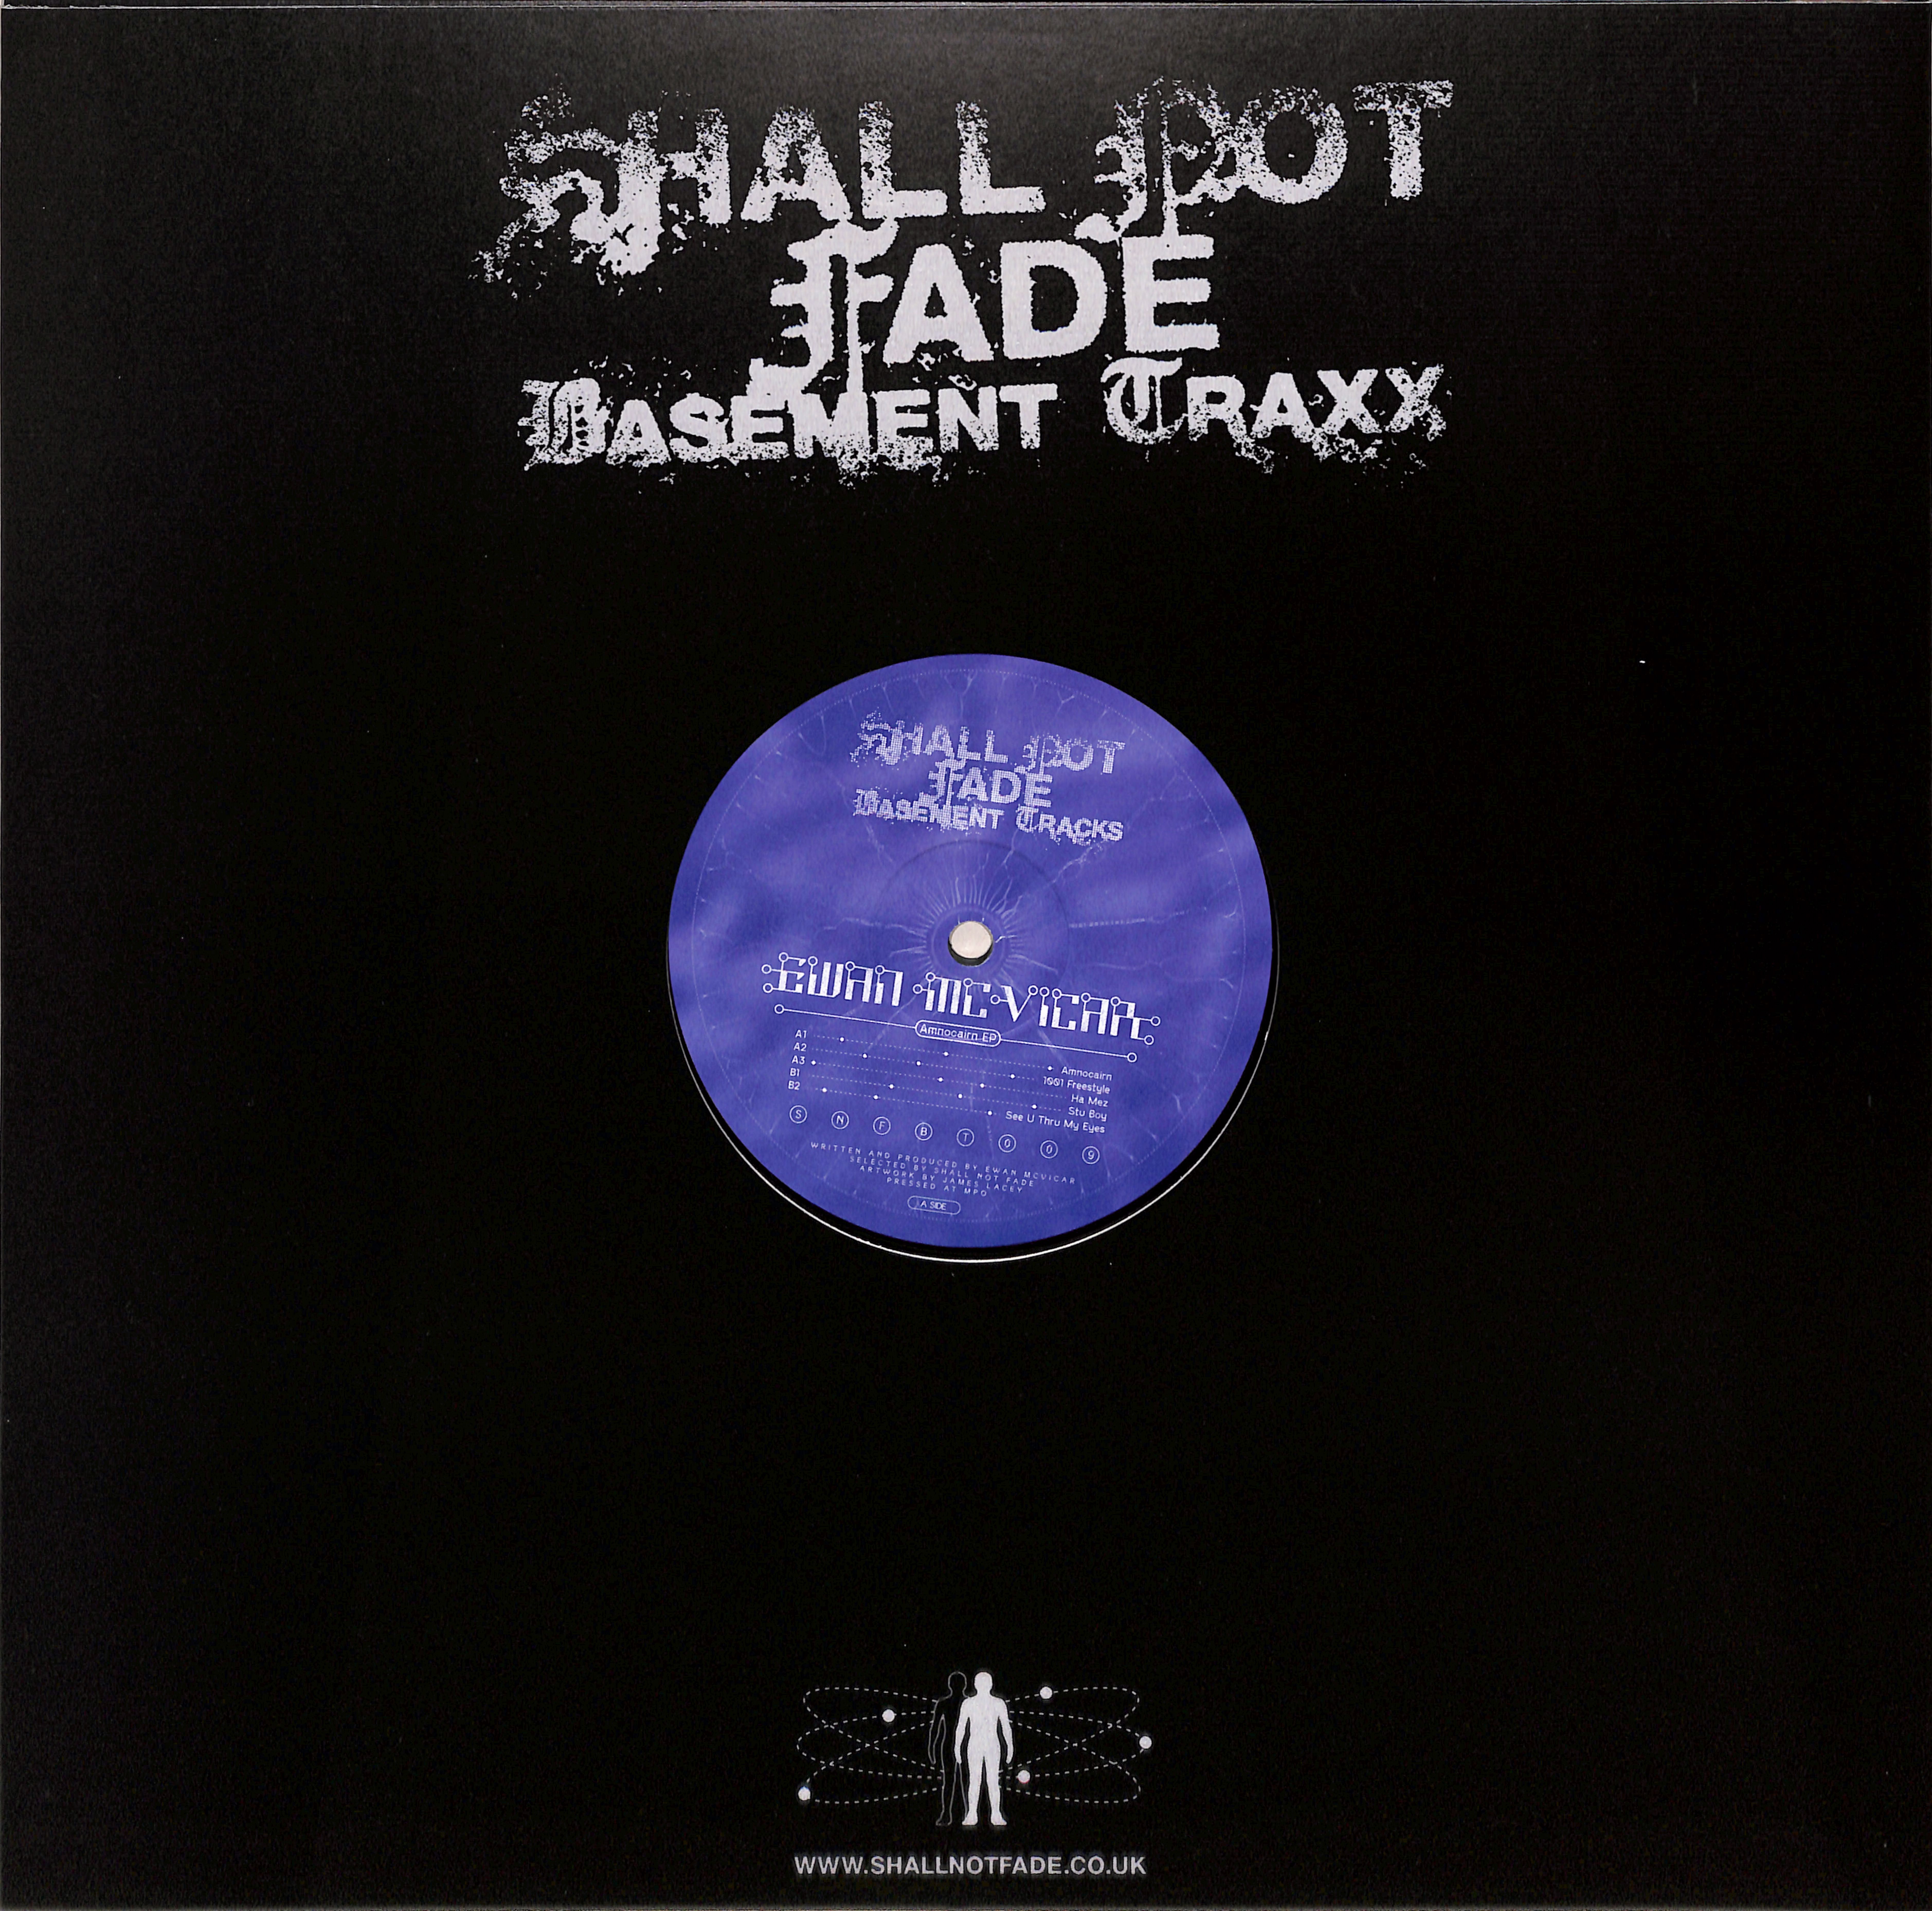 SHALL NOT
FADE
BASEMENT TRAXX
SHALL NOT
FADE
BASEMENT TRACKS
EWAN MCVICAR
Amnocairn EP
A1 Amnocairn
A2 1001 Freestyle
A3 Ha Mez
B1 Stu Boy
B2 See U Thru My Eyes
S N F B T 0 0 9
WRITTEN AND PRODUCED BY EWAN MCVICAR
SELECTED BY SHALL NOT FADE
ARTWORK BY JAMES LACEY
PRESSED AT MPO
A SIDE
WWW.SHALLNOTFADE.CO.UK